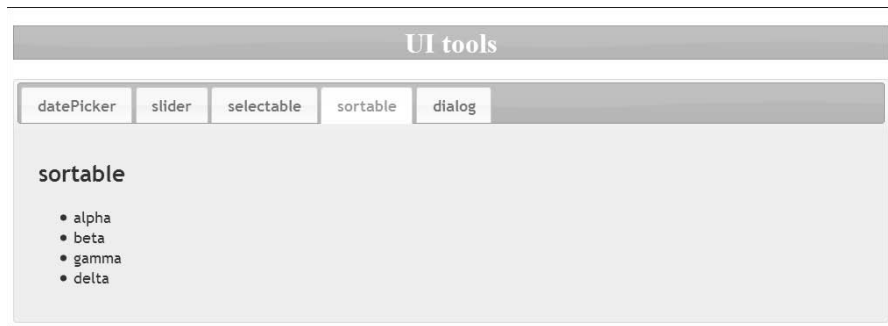 UI tools
datePicker slider selectable sortable dialog
sortable
• alpha
• beta
• gamma
• delta